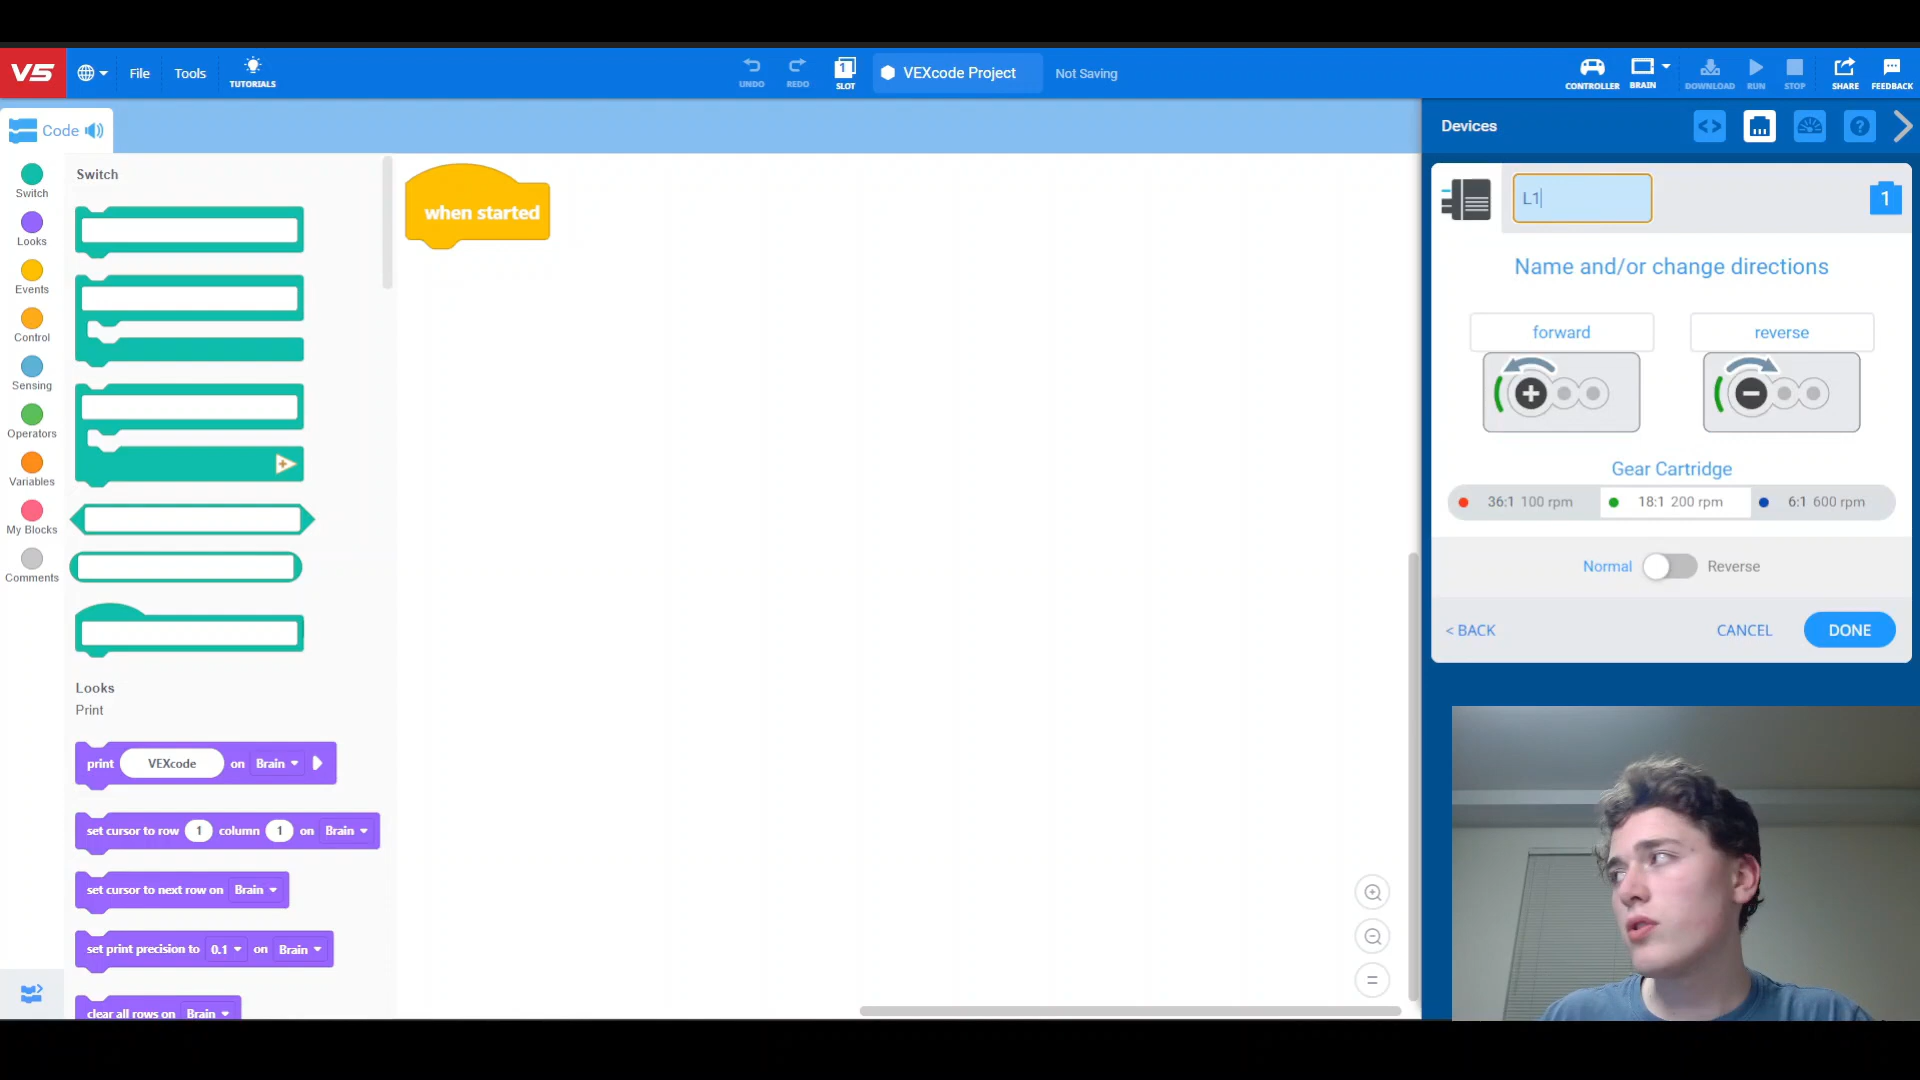 V5
File
Tools
TUTORIALS
UNDO
REDO
1
SLOT
VEXcode Project
Not Saving
CONTROLLER
BRAIN
DOWNLOAD
RUN
STOP
SHARE
FEEDBACK
Code
Devices
Switch
Looks
Events
Control
Sensing
Operators
Variables
My Blocks
Comments
Switch
Looks
Print
print VEXcode on Brain
set cursor to row 1 column 1 on Brain
set cursor to next row on Brain
set print precision to 0.1 on Brain
clear all rows on Brain
when started
L1
1
Name and/or change directions
forward
reverse
Gear Cartridge
36:1 100 rpm
18:1 200 rpm
6:1 600 rpm
Normal
Reverse
< BACK
CANCEL
DONE